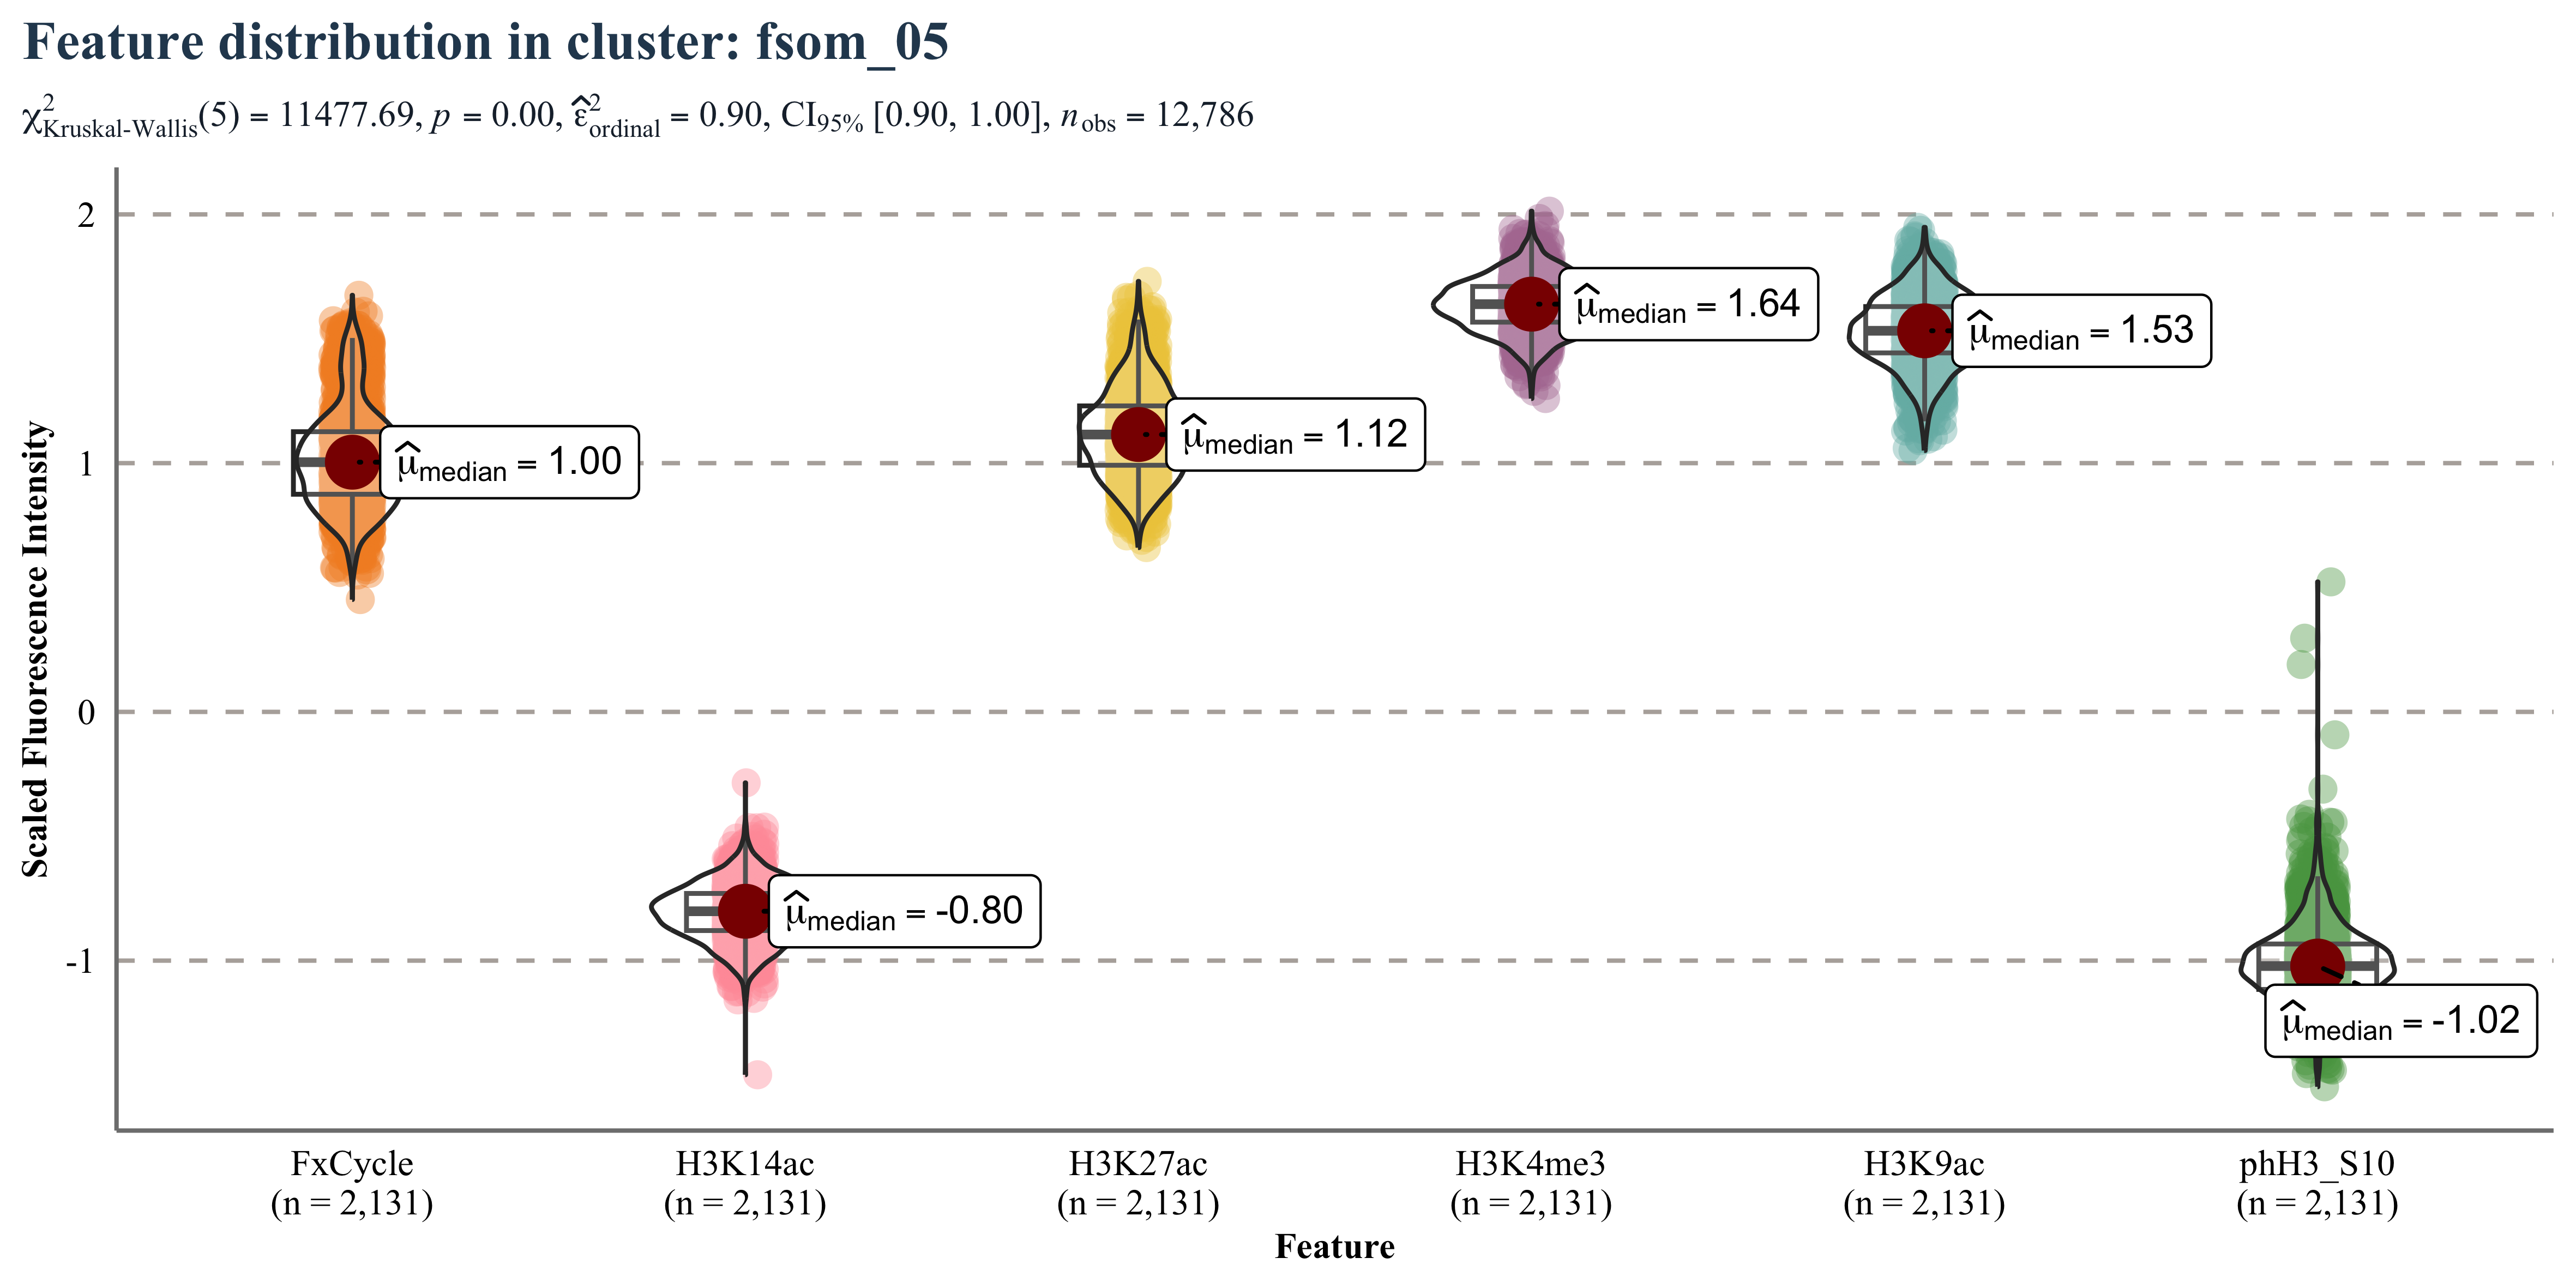 Feature distribution in cluster: fsom_05
χ²Kruskal-Wallis(5) = 11477.69, p = 0.00, ε̂²ordinal = 0.90, CI95% [0.90, 1.00], nobs = 12,786
Scaled Fluorescence Intensity
2
1
0
-1
μ̂median = 1.00
μ̂median = -0.80
μ̂median = 1.12
μ̂median = 1.64
μ̂median = 1.53
μ̂median = -1.02
FxCycle
(n = 2,131)
H3K14ac
(n = 2,131)
H3K27ac
(n = 2,131)
H3K4me3
(n = 2,131)
H3K9ac
(n = 2,131)
phH3_S10
(n = 2,131)
Feature